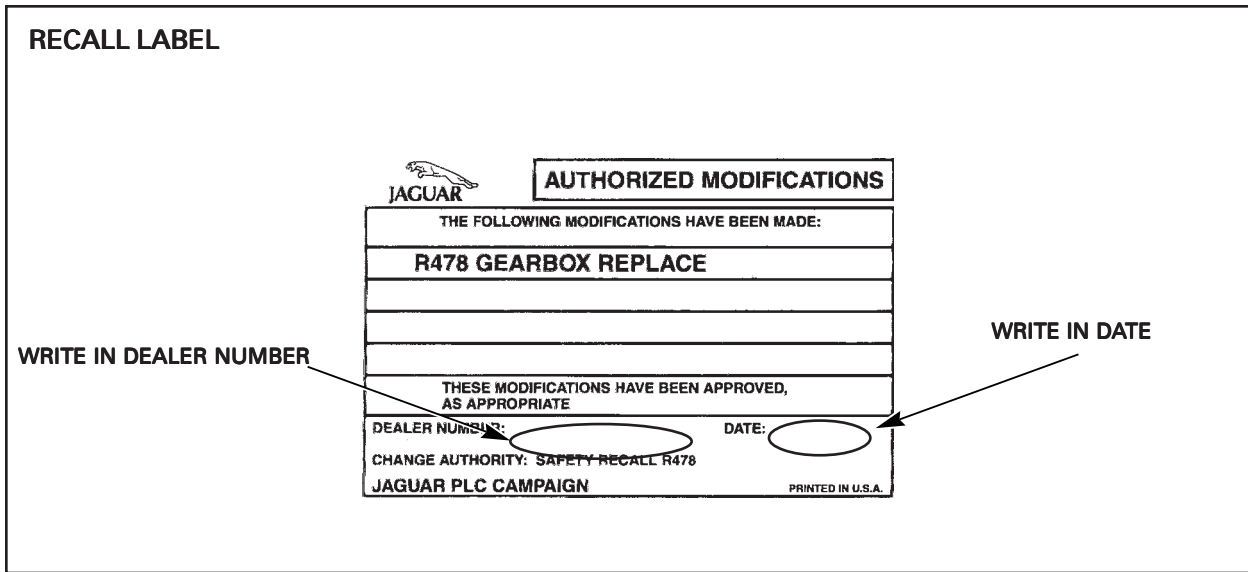 RECALL LABEL
JAGUAR
AUTHORIZED MODIFICATIONS
THE FOLLOWING MODIFICATIONS HAVE BEEN MADE:
R478 GEARBOX REPLACE
WRITE IN DATE
WRITE IN DEALER NUMBER
THESE MODIFICATIONS HAVE BEEN APPROVED,
AS APPROPRIATE
DEALER NUMBER: DATE:
CHANGE AUTHORITY: SAFETY RECALL R478
JAGUAR PLC CAMPAIGN PRINTED IN U.S.A.